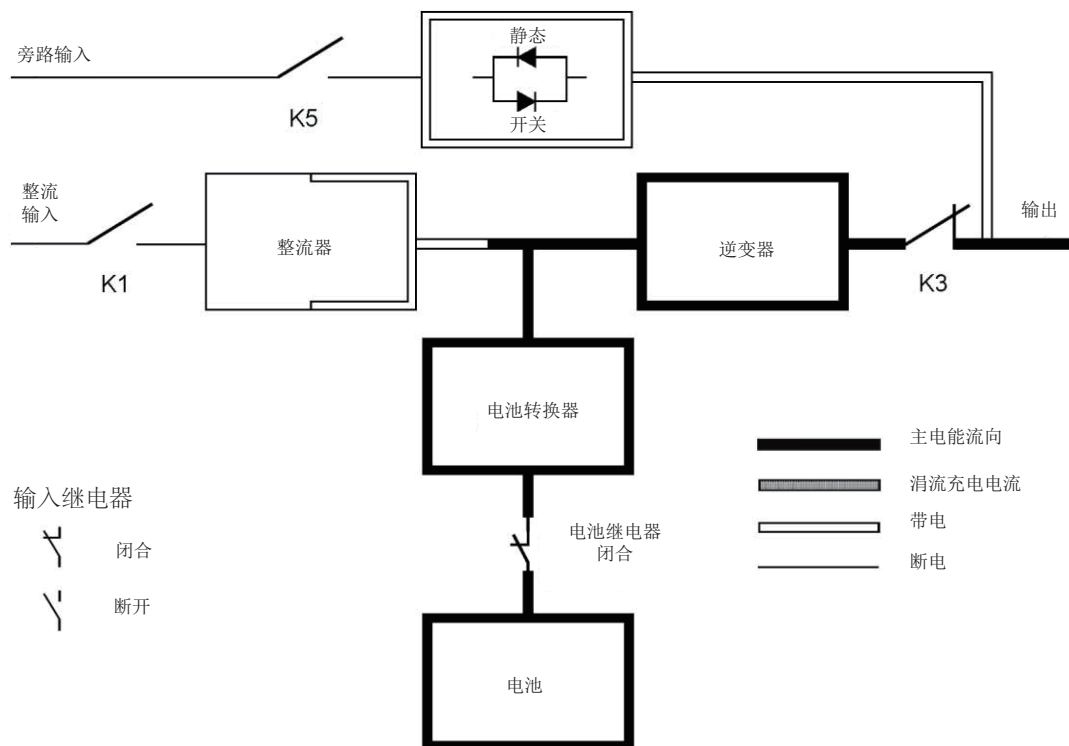 旁路输入
静态
开关
K5
整流
输入
整流器
K1
逆变器
输出
K3
电池转换器
主电能流向
涓流充电电流
带电
断电
输入继电器
闭合
断开
电池继电器
闭合
电池